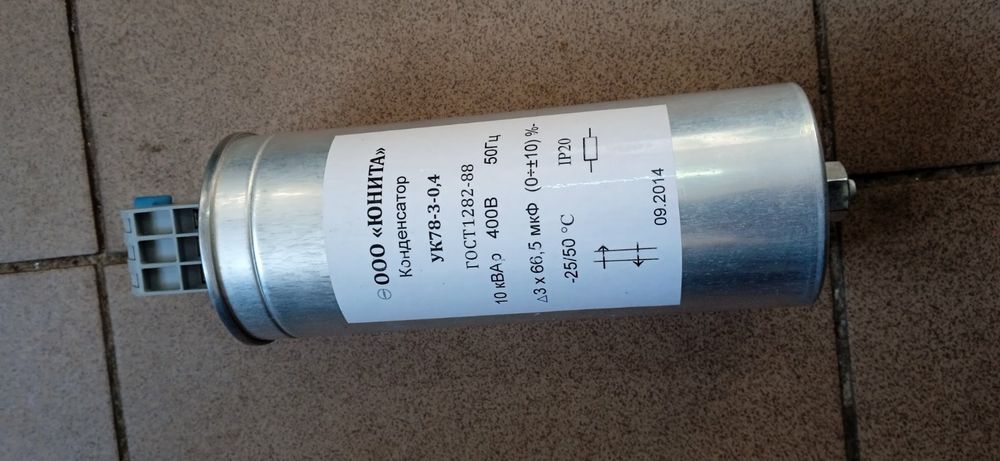 ООО «ЮНИТА»
Конденсатор
УК78-3-0,4
ГОСТ1282-88
10 кВАр 400В 50Гц
△3 x 66,5 мкФ (0÷±10) %-
-25/50 °C IP20
09.2014